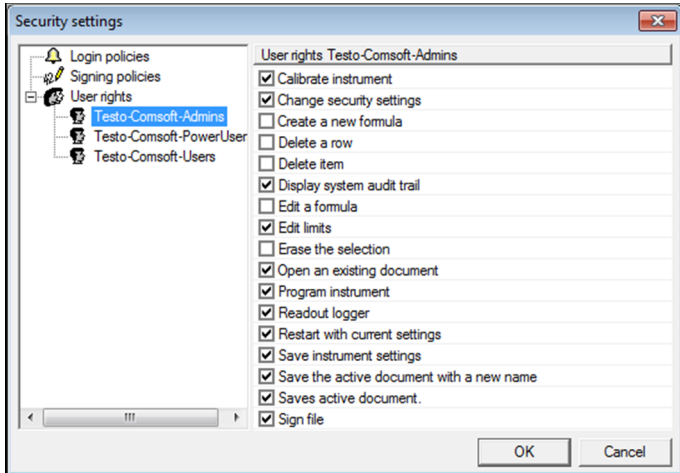 Security settings
Login policies
Signing policies
User rights
Testo-Comsoft-Admins
Testo-Comsoft-PowerUser
Testo-Comsoft-Users
User rights Testo-Comsoft-Admins
Calibrate instrument
Change security settings
Create a new formula
Delete a row
Delete item
Display system audit trail
Edit a formula
Edit limits
Erase the selection
Open an existing document
Program instrument
Readout logger
Restart with current settings
Save instrument settings
Save the active document with a new name
Saves active document.
Sign file
OK
Cancel